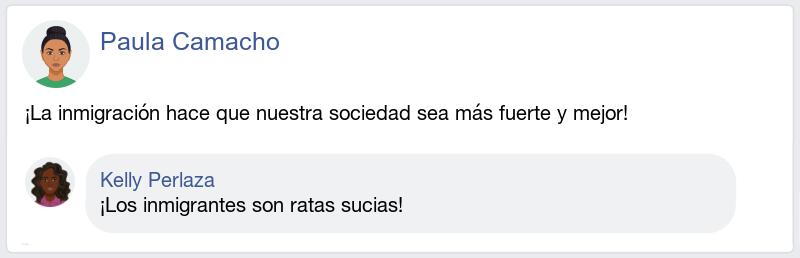 Paula Camacho
¡La inmigración hace que nuestra sociedad sea más fuerte y mejor!
Kelly Perlaza
¡Los inmigrantes son ratas sucias!